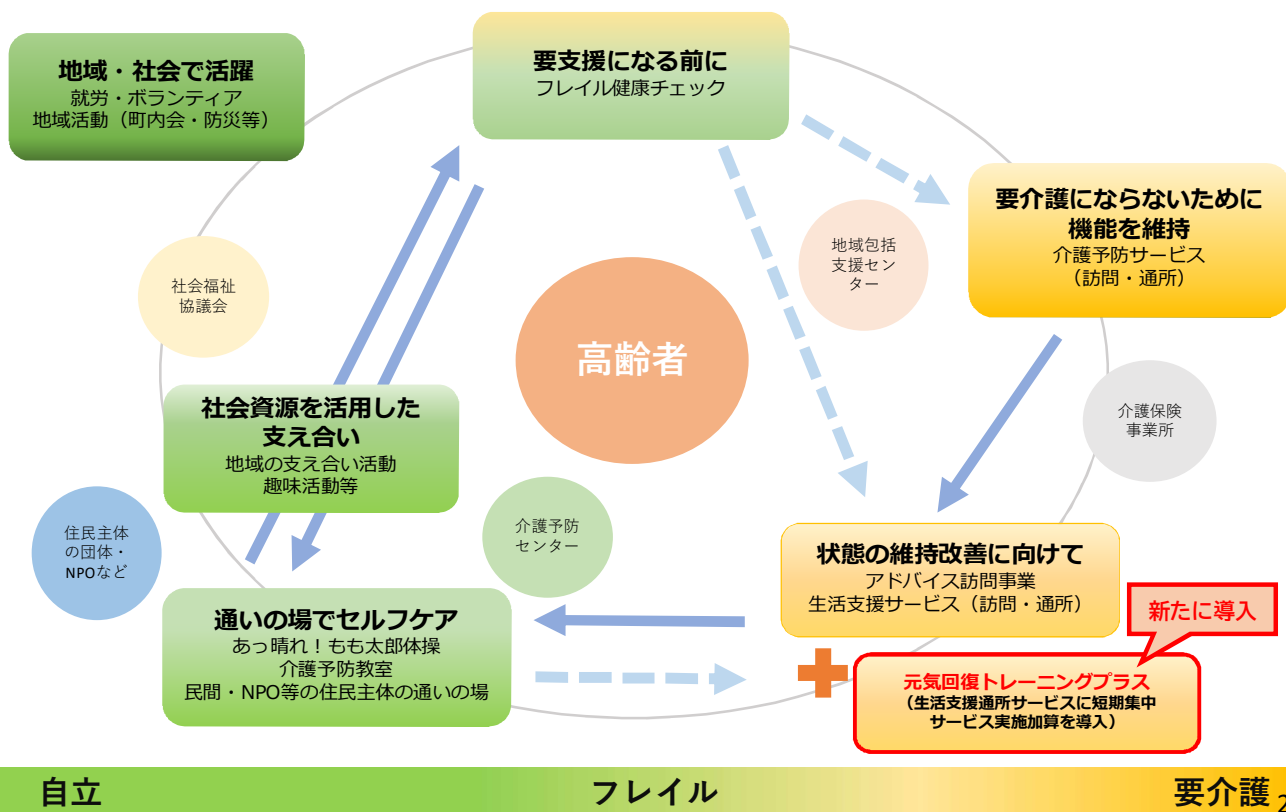 地域・社会で活躍
就労・ボランティア
地域活動（町内会・防災等）
要支援になる前に
フレイル健康チェック
要介護にならないために
機能を維持
介護予防サービス
（訪問・通所）
地域包括
支援セン
ター
社会福祉
協議会
高齢者
介護保険
事業所
社会資源を活用した
支え合い
地域の支え合い活動
趣味活動等
住民主体
の団体・
NPOなど
介護予防
センター
状態の維持改善に向けて
アドバイス訪問事業
生活支援サービス（訪問・通所）
新たに導入
通いの場でセルフケア
あっ晴れ！もも太郎体操
介護予防教室
民間・NPO等の住民主体の通いの場
元気回復トレーニングプラス
（生活支援通所サービスに短期集中
サービス実施加算を導入）
自立
フレイル
要介護
2